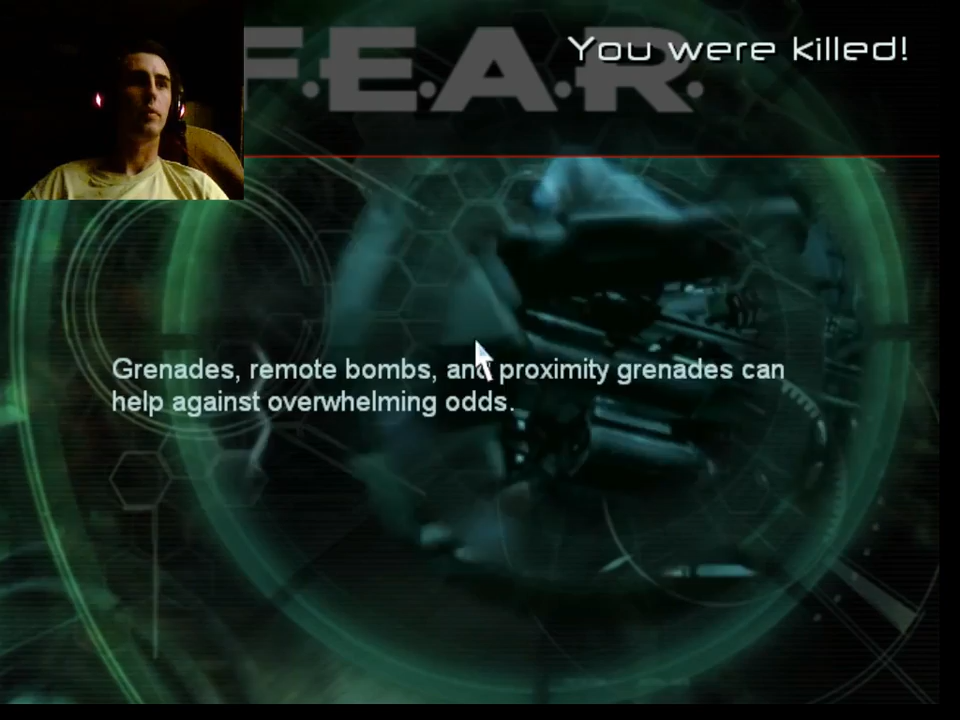 F.E.A.R.
You were killed!
Grenades, remote bombs, and proximity grenades can
help against overwhelming odds.